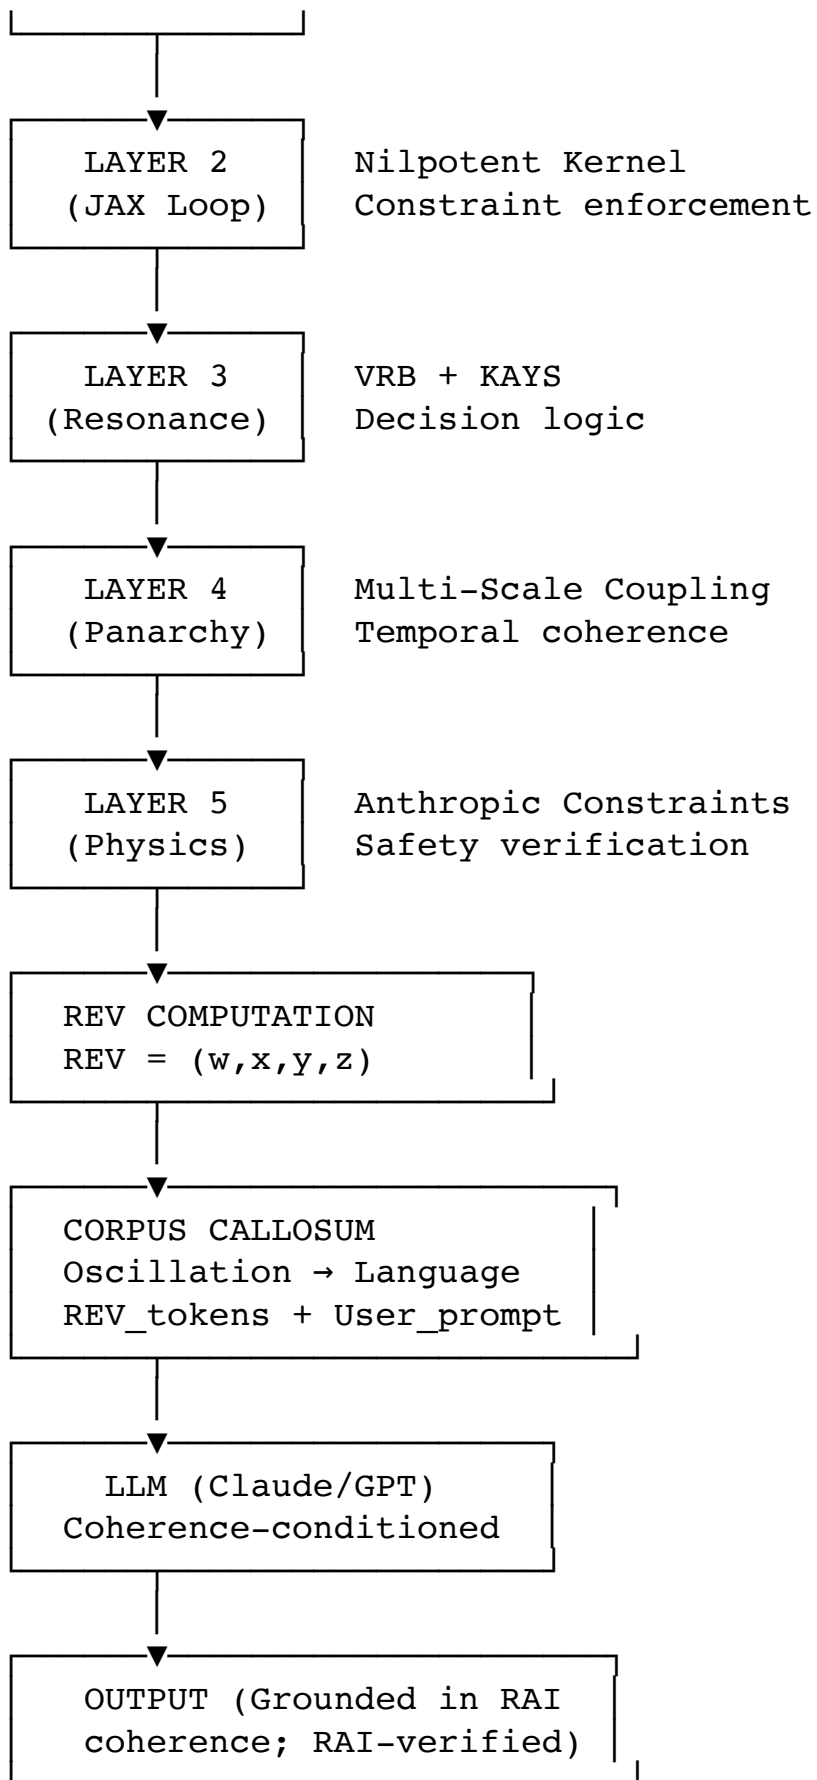 LAYER 2 Nilpotent Kernel
(JAX Loop) Constraint enforcement
LAYER 3 VRB + KAYS
(Resonance) Decision logic
LAYER 4 Multi-Scale Coupling
(Panarchy) Temporal coherence
LAYER 5 Anthropic Constraints
(Physics) Safety verification
REV COMPUTATION
REV = (w,x,y,z)
CORPUS CALLOSUM
Oscillation → Language
REV_tokens + User_prompt
LLM (Claude/GPT)
Coherence-conditioned
OUTPUT (Grounded in RAI
coherence; RAI-verified)